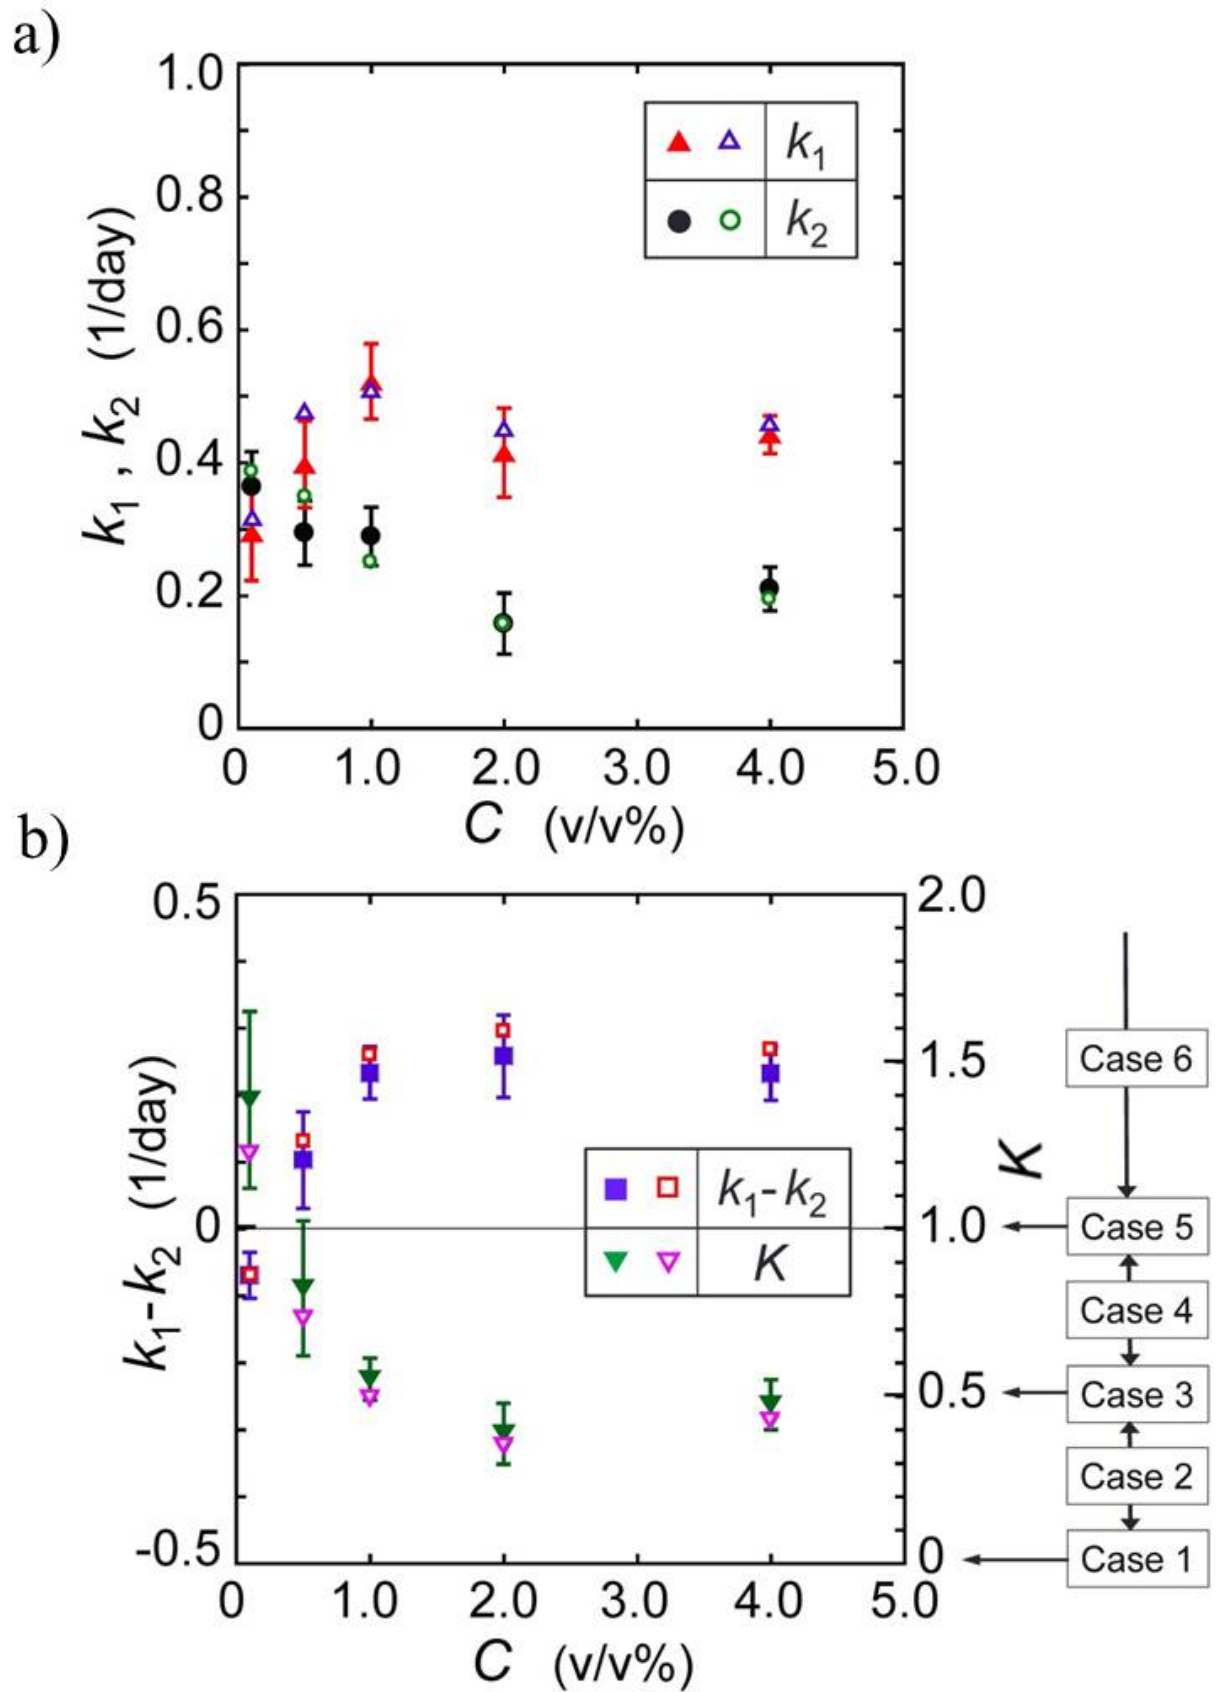 a)
1.0
0.8
0.6
0.4
0.2
0
k1 , k2 (1/day)
k1
k2
0 1.0 2.0 3.0 4.0 5.0
C (v/v%)
b)
0.5
0
-0.5
k1-k2 (1/day)
k1-k2
K
2.0
1.5
1.0
0.5
0
K
Case 6
Case 5
Case 4
Case 3
Case 2
Case 1
0 1.0 2.0 3.0 4.0 5.0
C (v/v%)